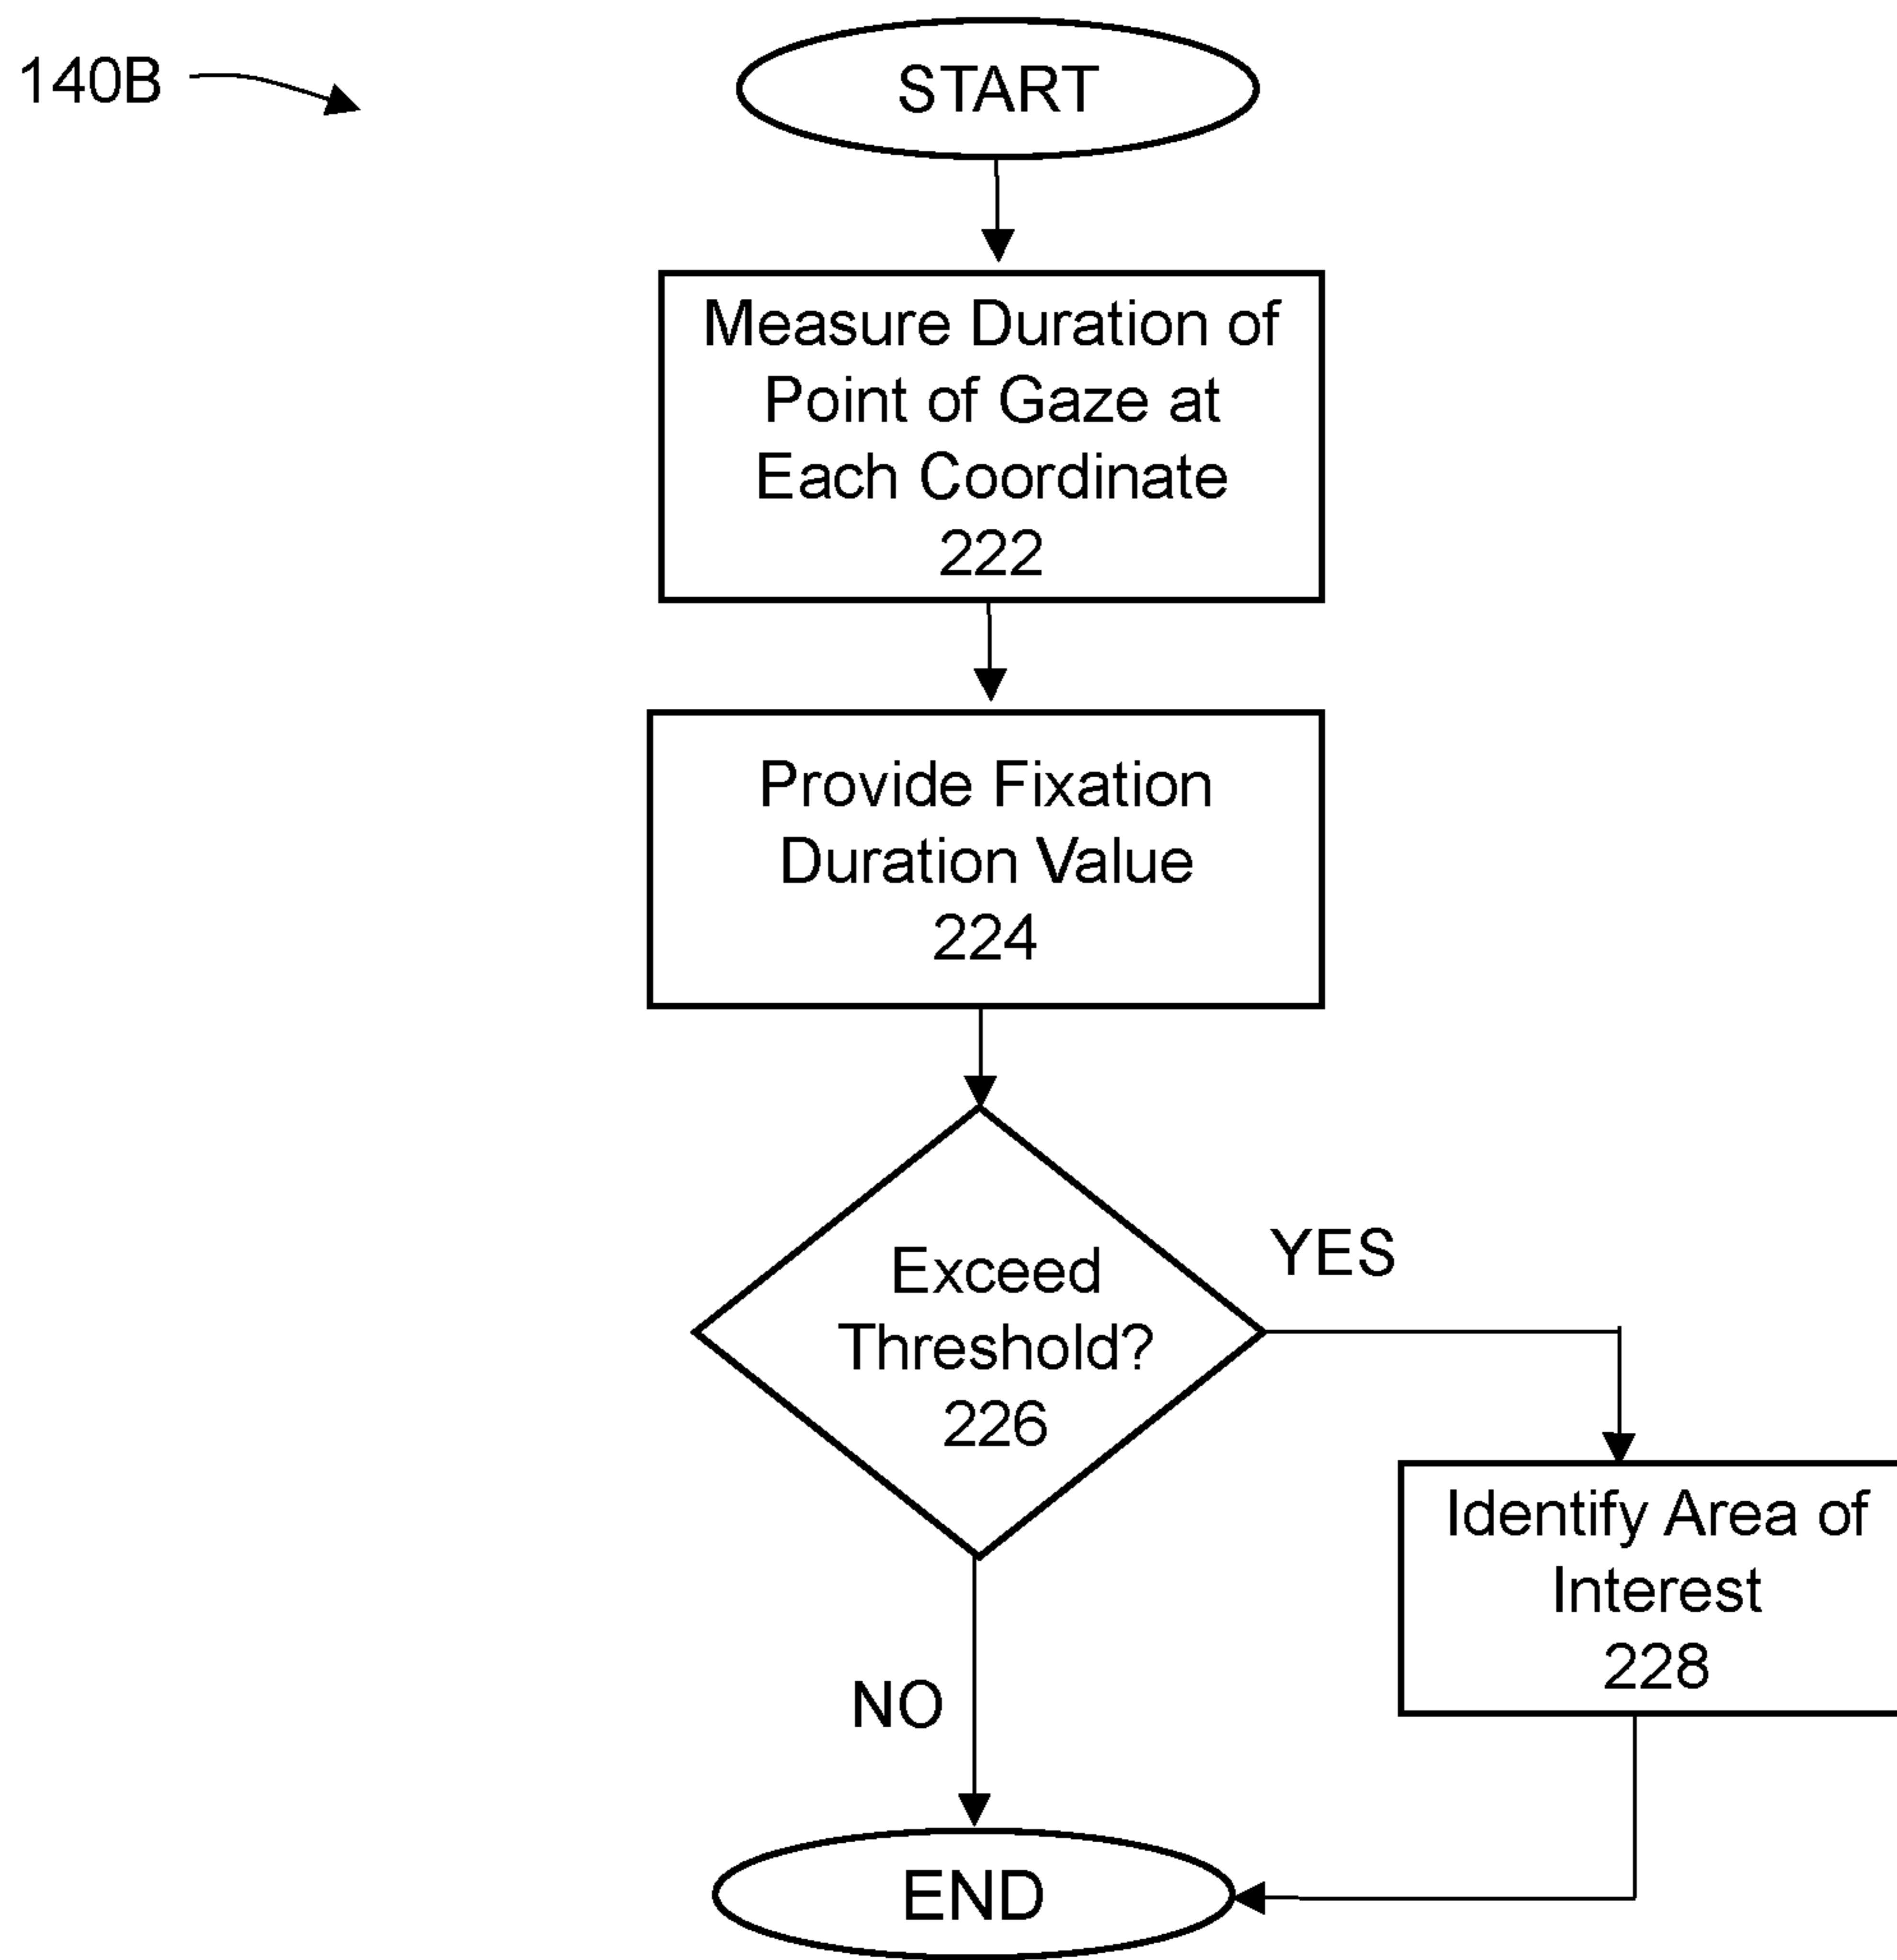 140B
START
Measure Duration of
Point of Gaze at
Each Coordinate
222
Provide Fixation
Duration Value
224
Exceed
Threshold?
226
YES
Identify Area of
Interest
228
NO
END